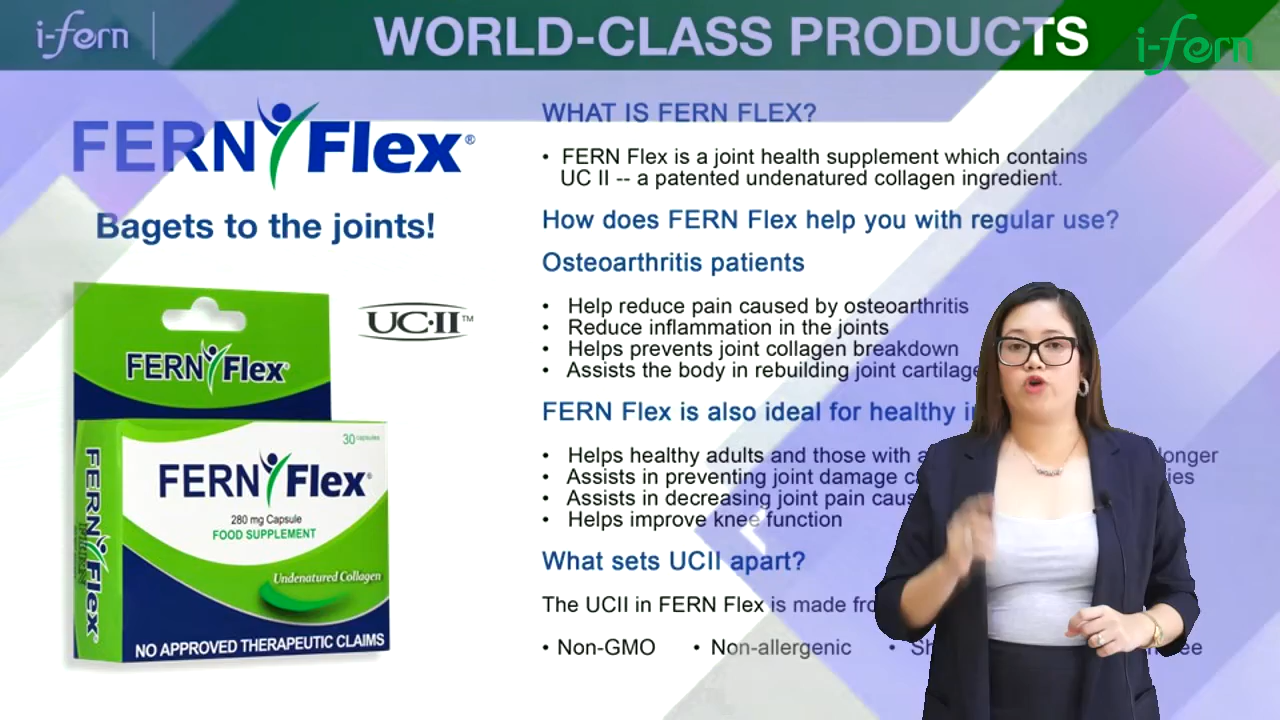 i-fern
WORLD-CLASS PRODUCTS
i-fern
FERN Flex®
Bagets to the joints!
UC·II™
FERN Flex®
30 capsules
FERN Flex®
280 mg Capsule
FOOD SUPPLEMENT
Undenatured Collagen
NO APPROVED THERAPEUTIC CLAIMS
FERN Flex
WHAT IS FERN FLEX?
• FERN Flex is a joint health supplement which contains
UC II -- a patented undenatured collagen ingredient.
How does FERN Flex help you with regular use?
Osteoarthritis patients
• Help reduce pain caused by osteoarthritis
• Reduce inflammation in the joints
• Helps prevents joint collagen breakdown
• Assists the body in rebuilding joint cartilage
FERN Flex is also ideal for healthy
• Helps healthy adults and those with longer
• Assists in preventing joint damage
• Assists in decreasing joint pain
• Helps improve knee function
What sets UCII apart?
The UCII in FERN Flex is made
• Non-GMO • Non-allergenic •